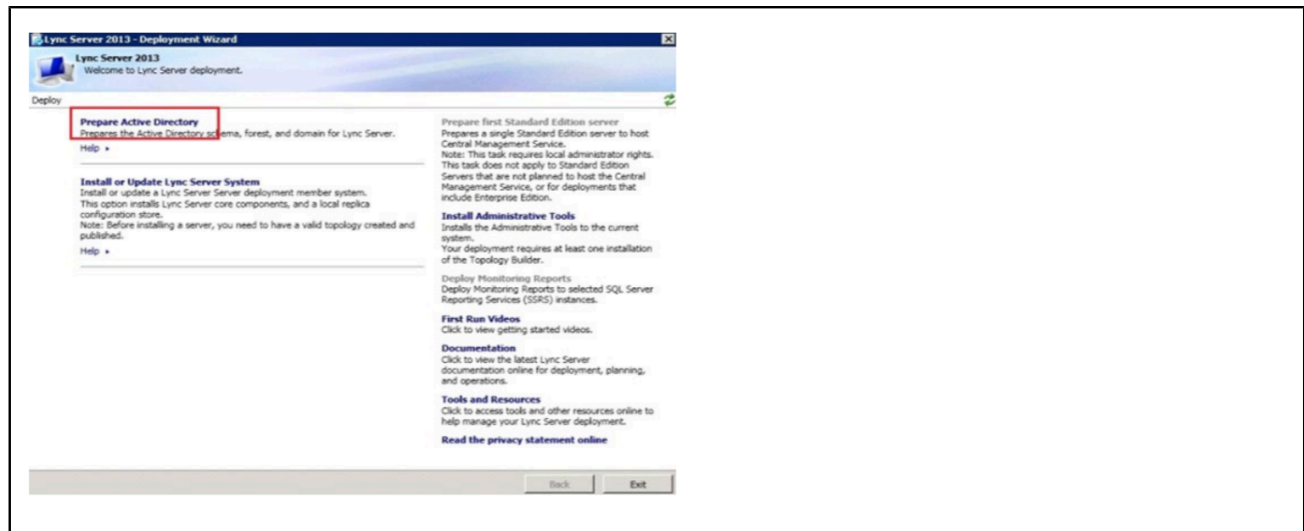 Lync Server 2013 - Deployment Wizard
Lync Server 2013
Welcome to Lync Server deployment.
Deploy
Prepare Active Directory
Prepares the Active Directory schema, forest, and domain for Lync Server.
Help
Install or Update Lync Server System
Install or update a Lync Server Server deployment member system.
This option installs Lync Server core components, and a local replica
configuration store.
Note: Before installing a server, you need to have a valid topology created and
published.
Help
Prepare first Standard Edition server
Prepares a single Standard Edition server to host
Central Management Service.
Note: This task requires local administrator rights.
This task does not apply to Standard Edition
Servers that are not planned to host the Central
Management Service, or for deployments that
include Enterprise Edition.
Install Administrative Tools
Installs the Administrative Tools to the current
system.
Your deployment requires at least one installation
of the Topology Builder.
Deploy Monitoring Reports
Deploy Monitoring Reports to selected SQL Server
Reporting Services (SSRS) instances.
First Run Videos
Click to view getting started videos.
Documentation
Click to view the latest Lync Server
documentation online for deployment, planning,
and operations.
Tools and Resources
Click to access tools and other resources online to
help manage your Lync Server deployment.
Read the privacy statement online
Back
Exit